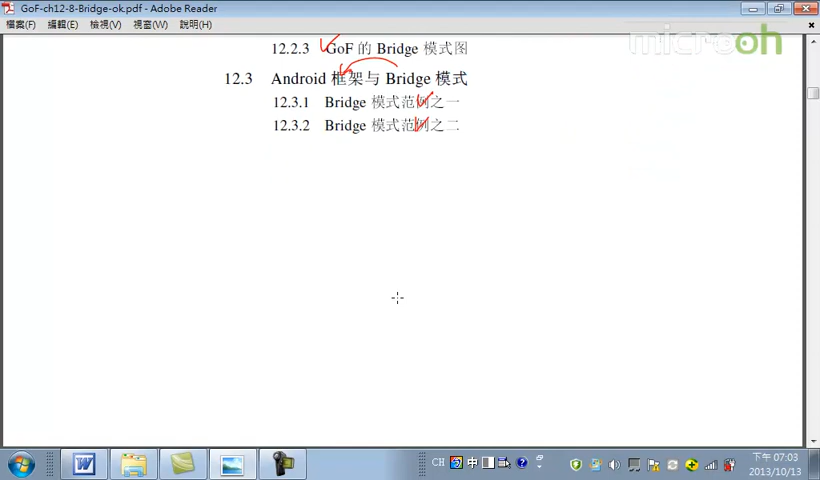 GoF-ch12-8-Bridge-ok.pdf - Adobe Reader
檔案(F) 編輯(E) 檢視(V) 視窗(W) 說明(H)
microoh
12.2.3 GoF 的 Bridge 模式图
12.3 Android 框架与 Bridge 模式
12.3.1 Bridge 模式范例之一
12.3.2 Bridge 模式范例之二
CH 中
下午 07:03
2013/10/13